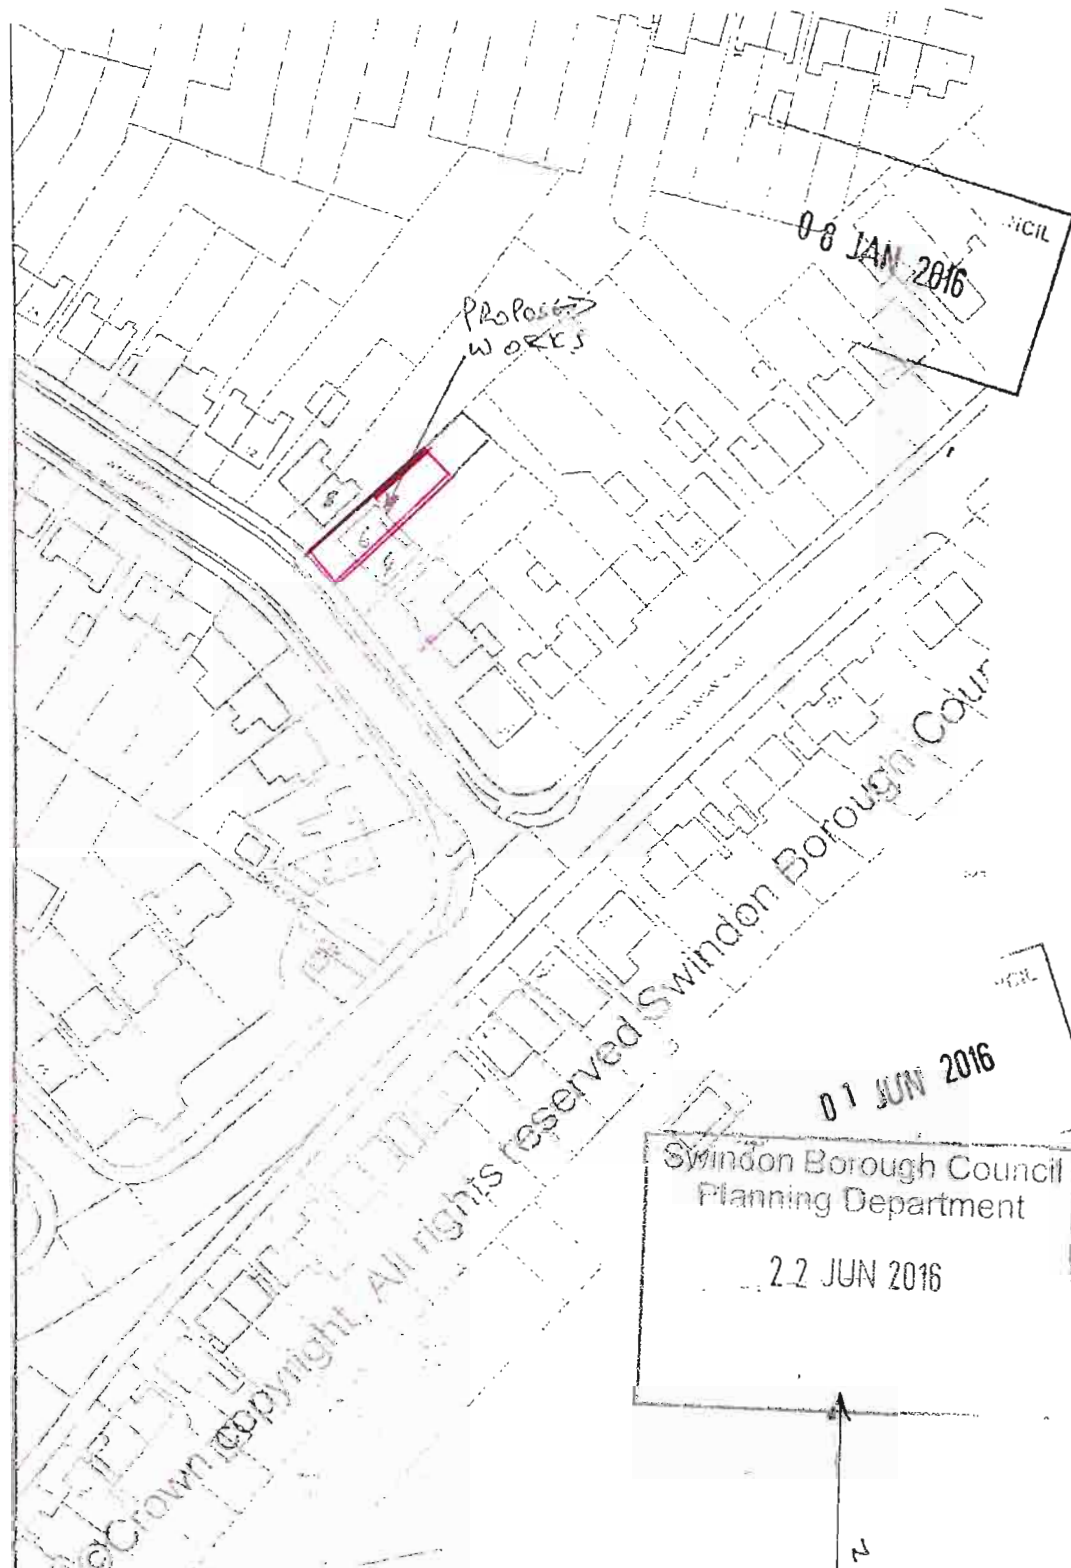 08 JAN 2016
PROPOSED
WORKS
8
6
01 JUN 2016
Swindon Borough Council
Planning Department
22 JUN 2016
© Crown copyright. All rights reserved Swindon Borough Coun
N